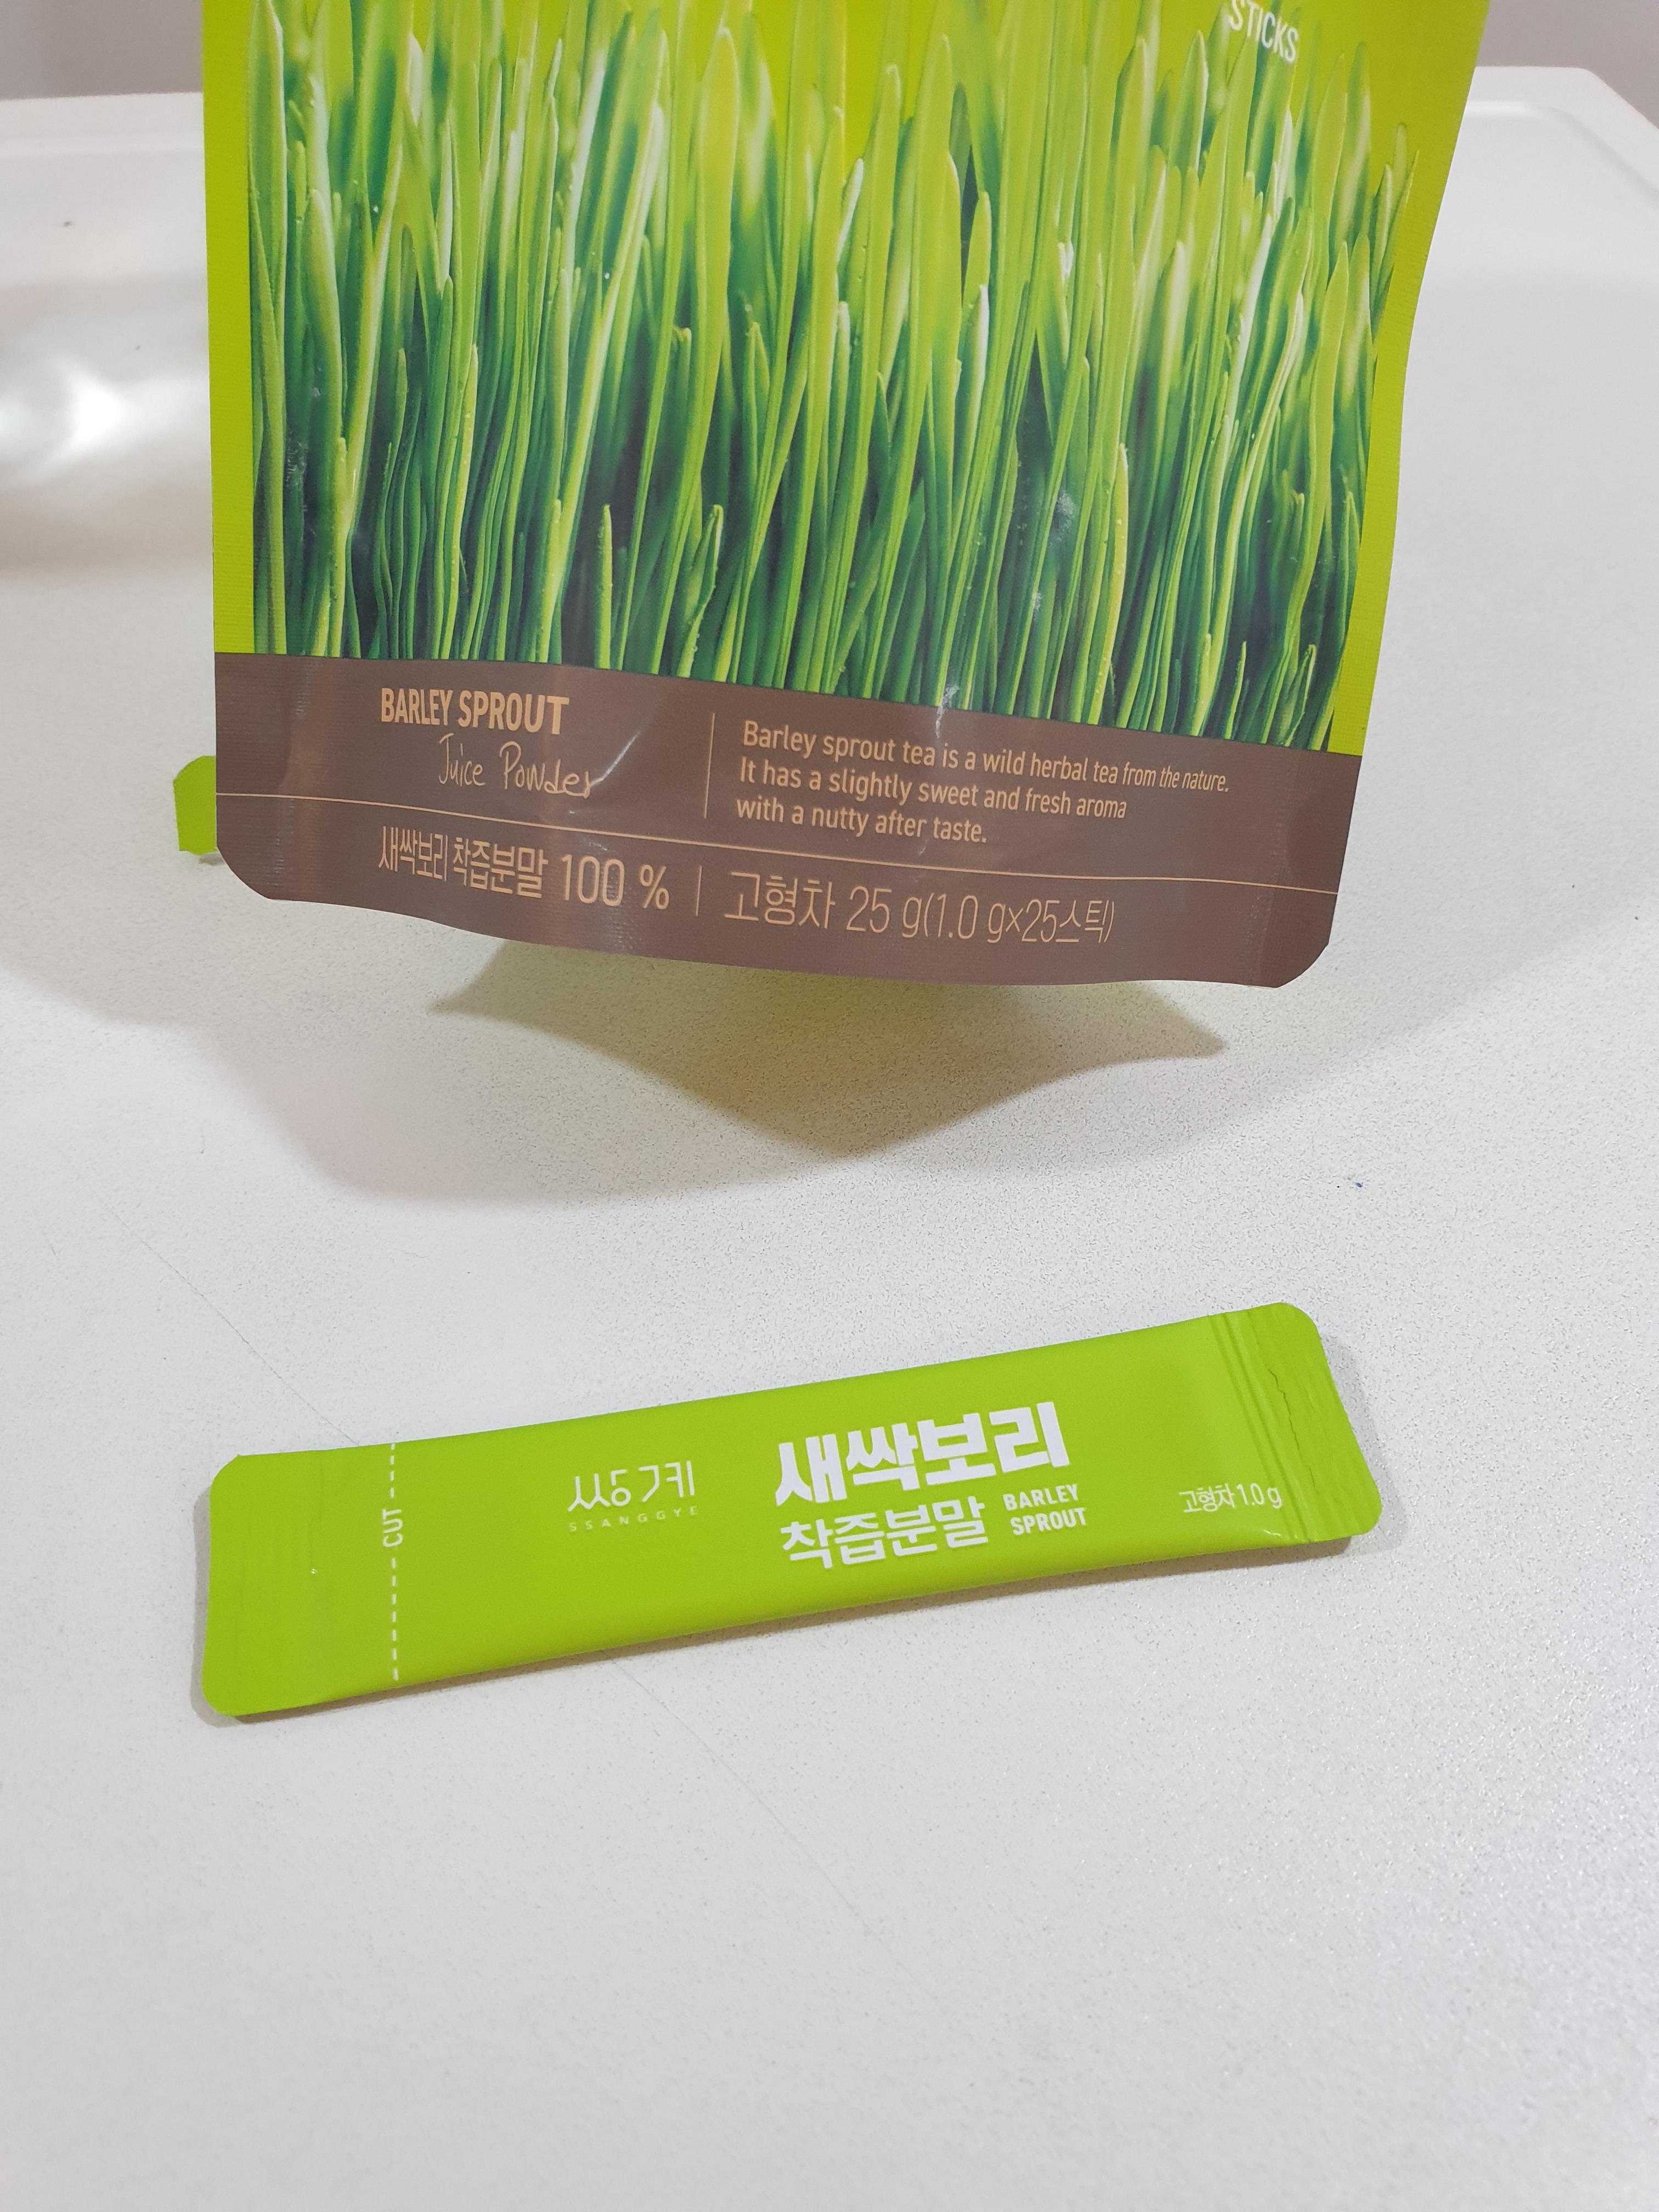 STICKS
BARLEY SPROUT
Juice Powder
Barley sprout tea is a wild herbal tea from the nature.
It has a slightly sweet and fresh aroma
with a nutty after taste.
새싹보리 착즙분말 100 % | 고형차 25 g(1.0 g×25스틱)
CUT
쌍계
SSANGGYE
새싹보리
착즙분말
BARLEY
SPROUT
고형차 1.0 g